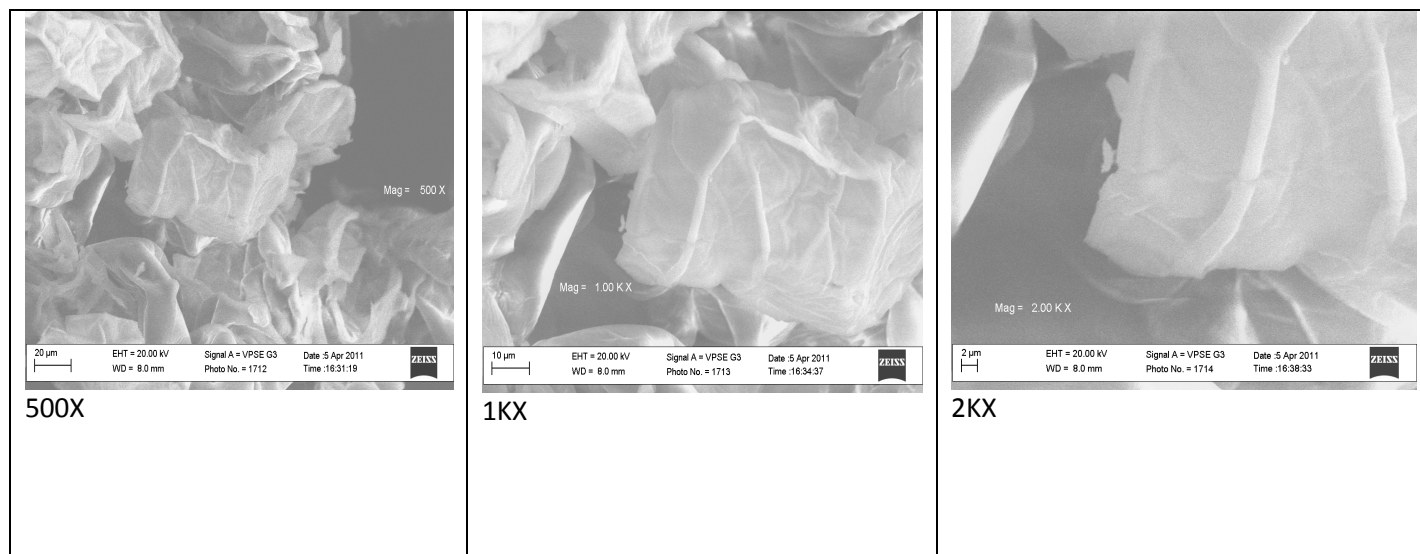 Mag = 500 X
20 µm
EHT = 20.00 kV
WD = 8.0 mm
Signal A = VPSE G3
Photo No. = 1712
Date :5 Apr 2011
Time :16:31:19
ZEISS
500X
Mag = 1.00 K X
10 µm
EHT = 20.00 kV
WD = 8.0 mm
Signal A = VPSE G3
Photo No. = 1713
Date :5 Apr 2011
Time :16:34:37
ZEISS
1KX
Mag = 2.00 K X
2 µm
EHT = 20.00 kV
WD = 8.0 mm
Signal A = VPSE G3
Photo No. = 1714
Date :5 Apr 2011
Time :16:38:33
ZEISS
2KX